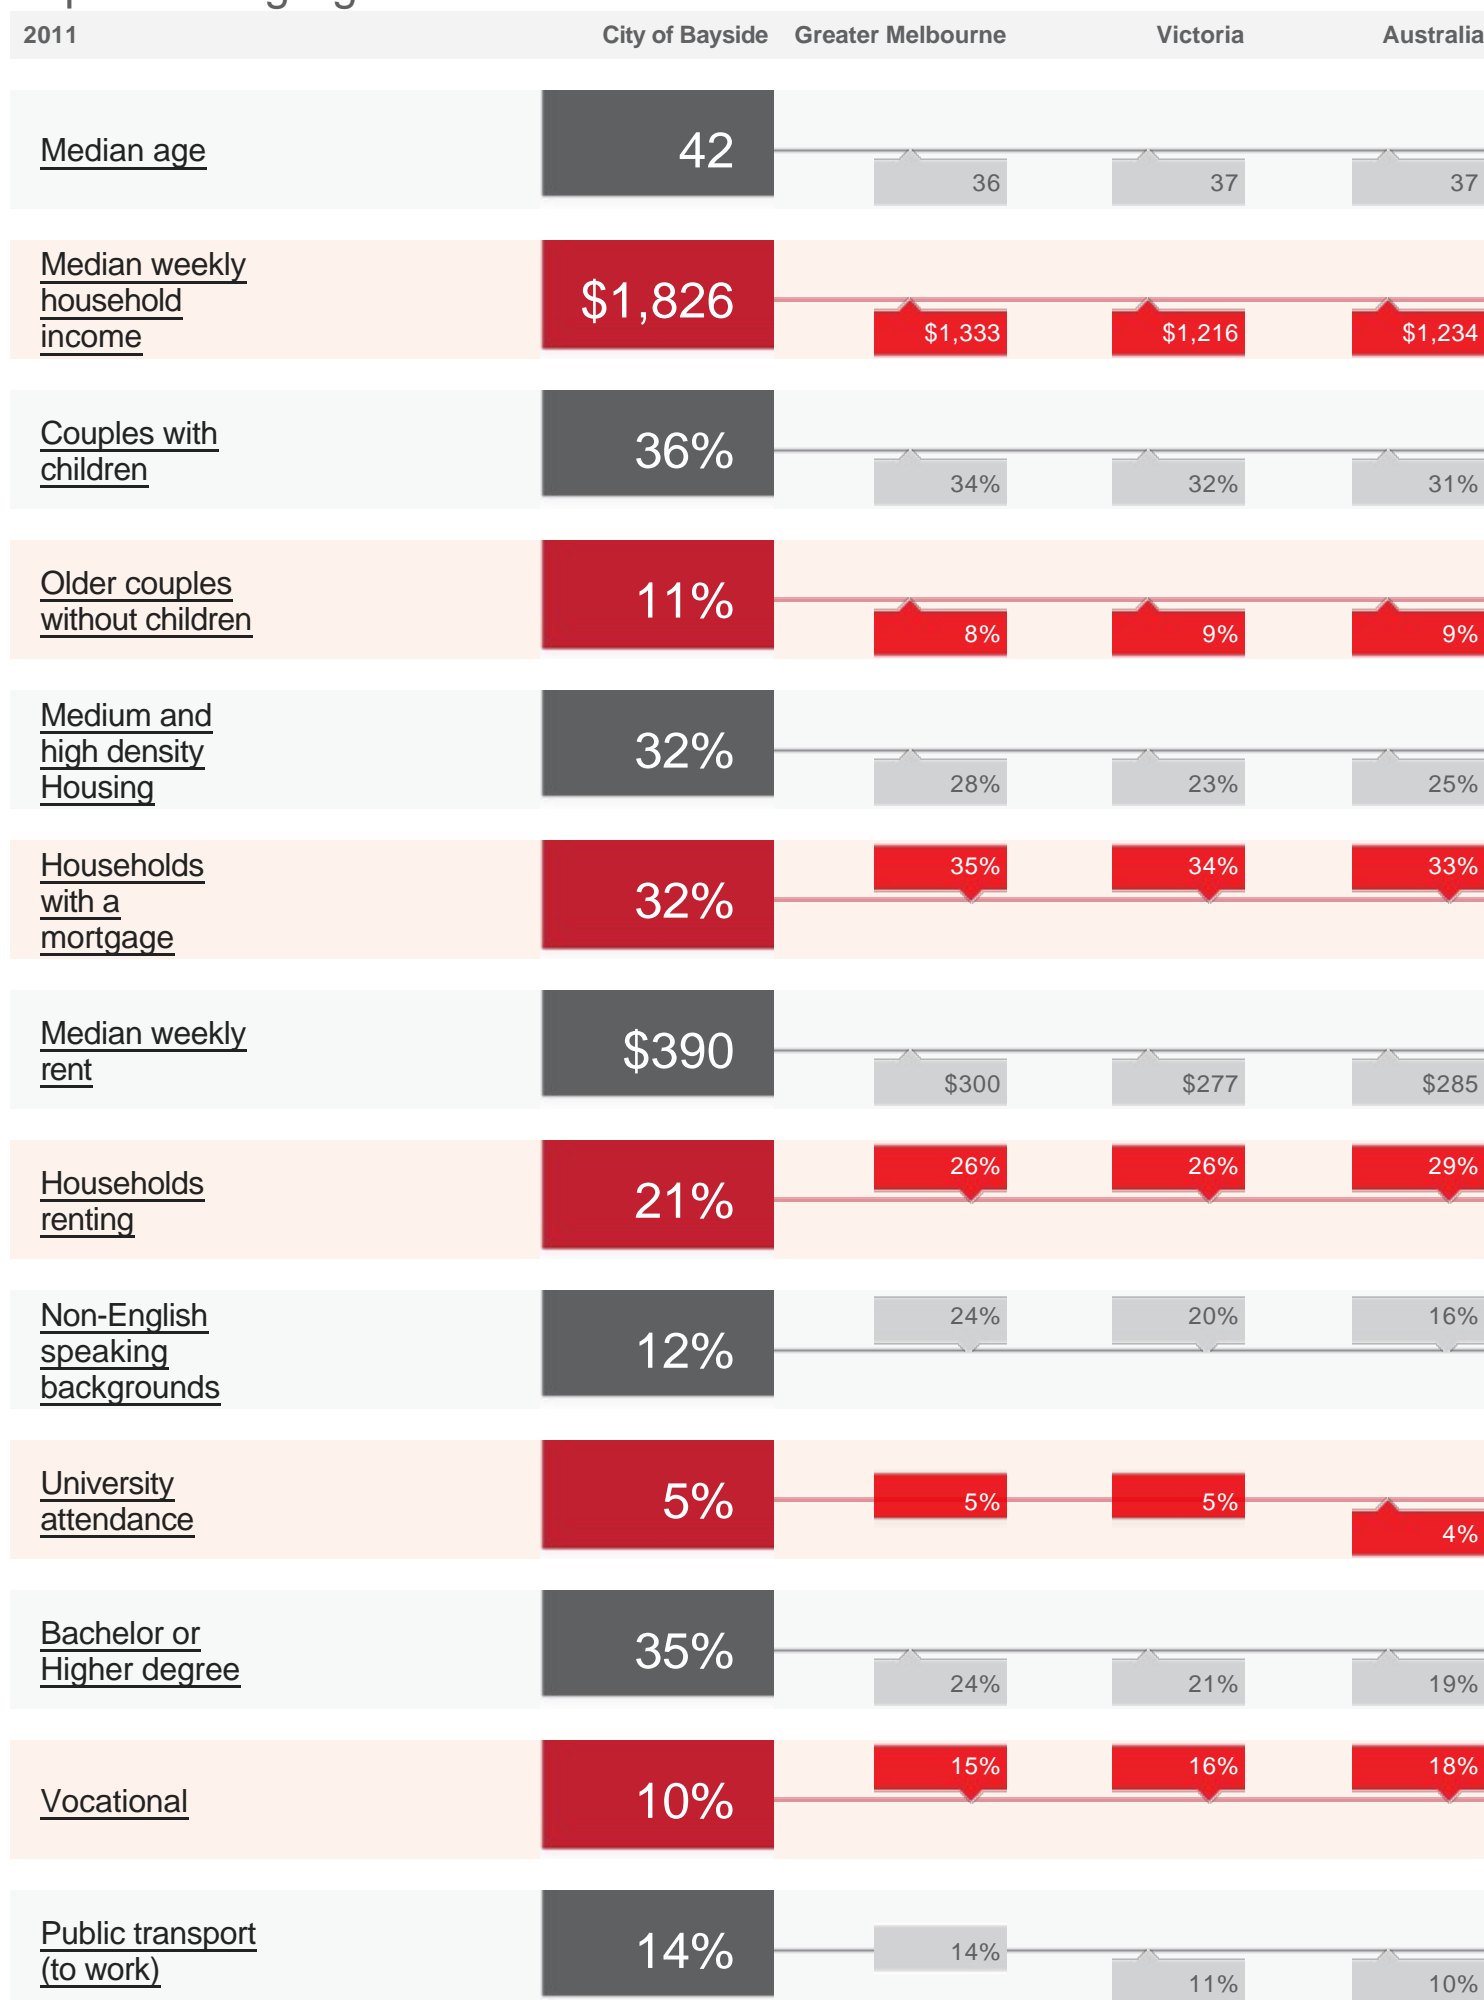 2011 City of Bayside Greater Melbourne Victoria Australia
Median age 42 36 37 37
Median weekly
household
income
$1,826 $1,333 $1,216 $1,234
Couples with
children
36% 34% 32% 31%
Older couples
without children
11% 8% 9% 9%
Medium and
high density
Housing
32% 28% 23% 25%
Households
with a
mortgage
32% 35% 34% 33%
Median weekly
rent
$390 $300 $277 $285
Households
renting
21% 26% 26% 29%
Non-English
speaking
backgrounds
12% 24% 20% 16%
University
attendance
5% 5% 5% 4%
Bachelor or
Higher degree
35% 24% 21% 19%
Vocational 10% 15% 16% 18%
Public transport
(to work)
14% 14% 11% 10%